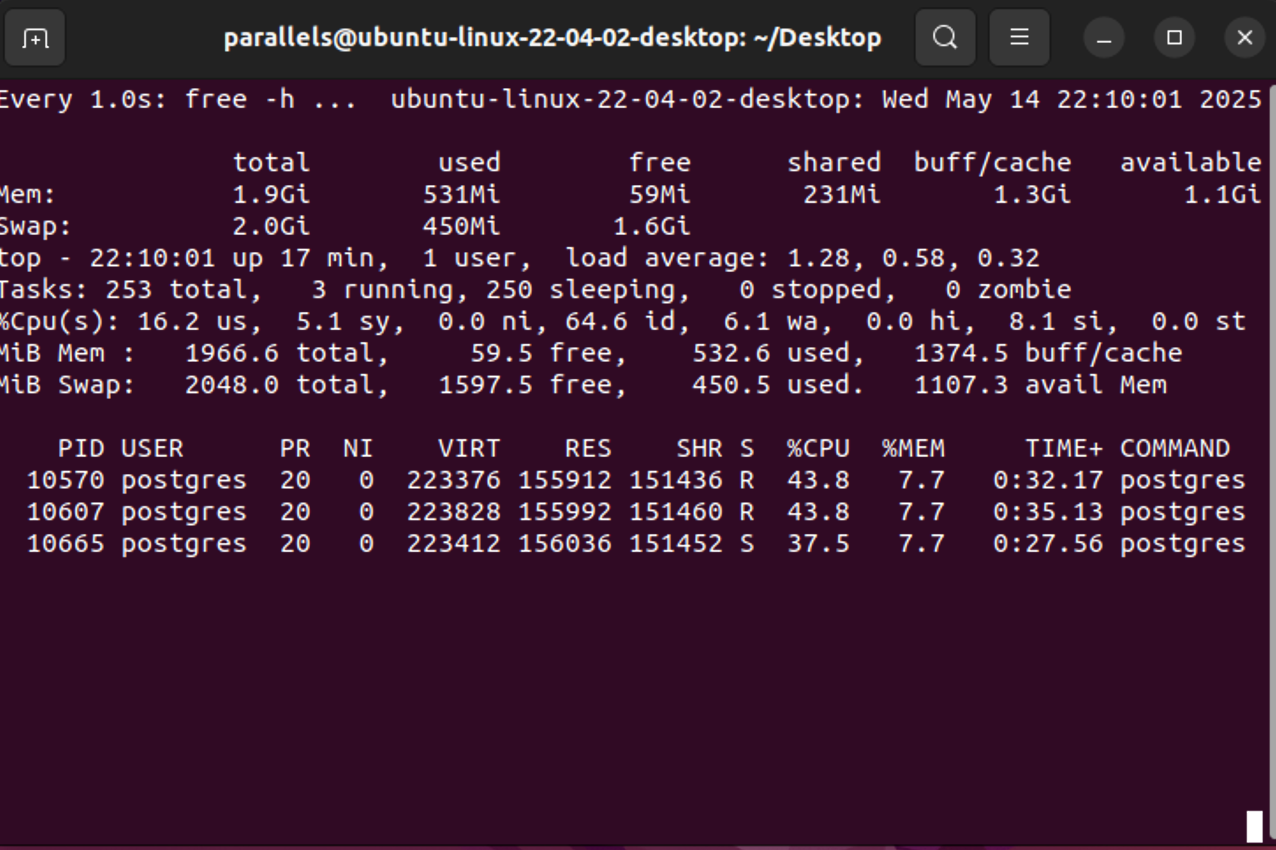 parallels@ubuntu-linux-22-04-02-desktop: ~/Desktop
Every 1.0s: free -h ...  ubuntu-linux-22-04-02-desktop: Wed May 14 22:10:01 2025
               total        used        free      shared  buff/cache   available
Mem:           1.9Gi       531Mi        59Mi       231Mi       1.3Gi       1.1Gi
Swap:          2.0Gi       450Mi       1.6Gi
top - 22:10:01 up 17 min,  1 user,  load average: 1.28, 0.58, 0.32
Tasks: 253 total,   3 running, 250 sleeping,   0 stopped,   0 zombie
%Cpu(s): 16.2 us,  5.1 sy,  0.0 ni, 64.6 id,  6.1 wa,  0.0 hi,  8.1 si,  0.0 st
MiB Mem :   1966.6 total,     59.5 free,    532.6 used,   1374.5 buff/cache
MiB Swap:   2048.0 total,   1597.5 free,    450.5 used.   1107.3 avail Mem
    PID USER      PR  NI    VIRT    RES    SHR S  %CPU  %MEM     TIME+ COMMAND
  10570 postgres  20   0  223376 155912 151436 R  43.8   7.7   0:32.17 postgres
  10607 postgres  20   0  223828 155992 151460 R  43.8   7.7   0:35.13 postgres
  10665 postgres  20   0  223412 156036 151452 S  37.5   7.7   0:27.56 postgres